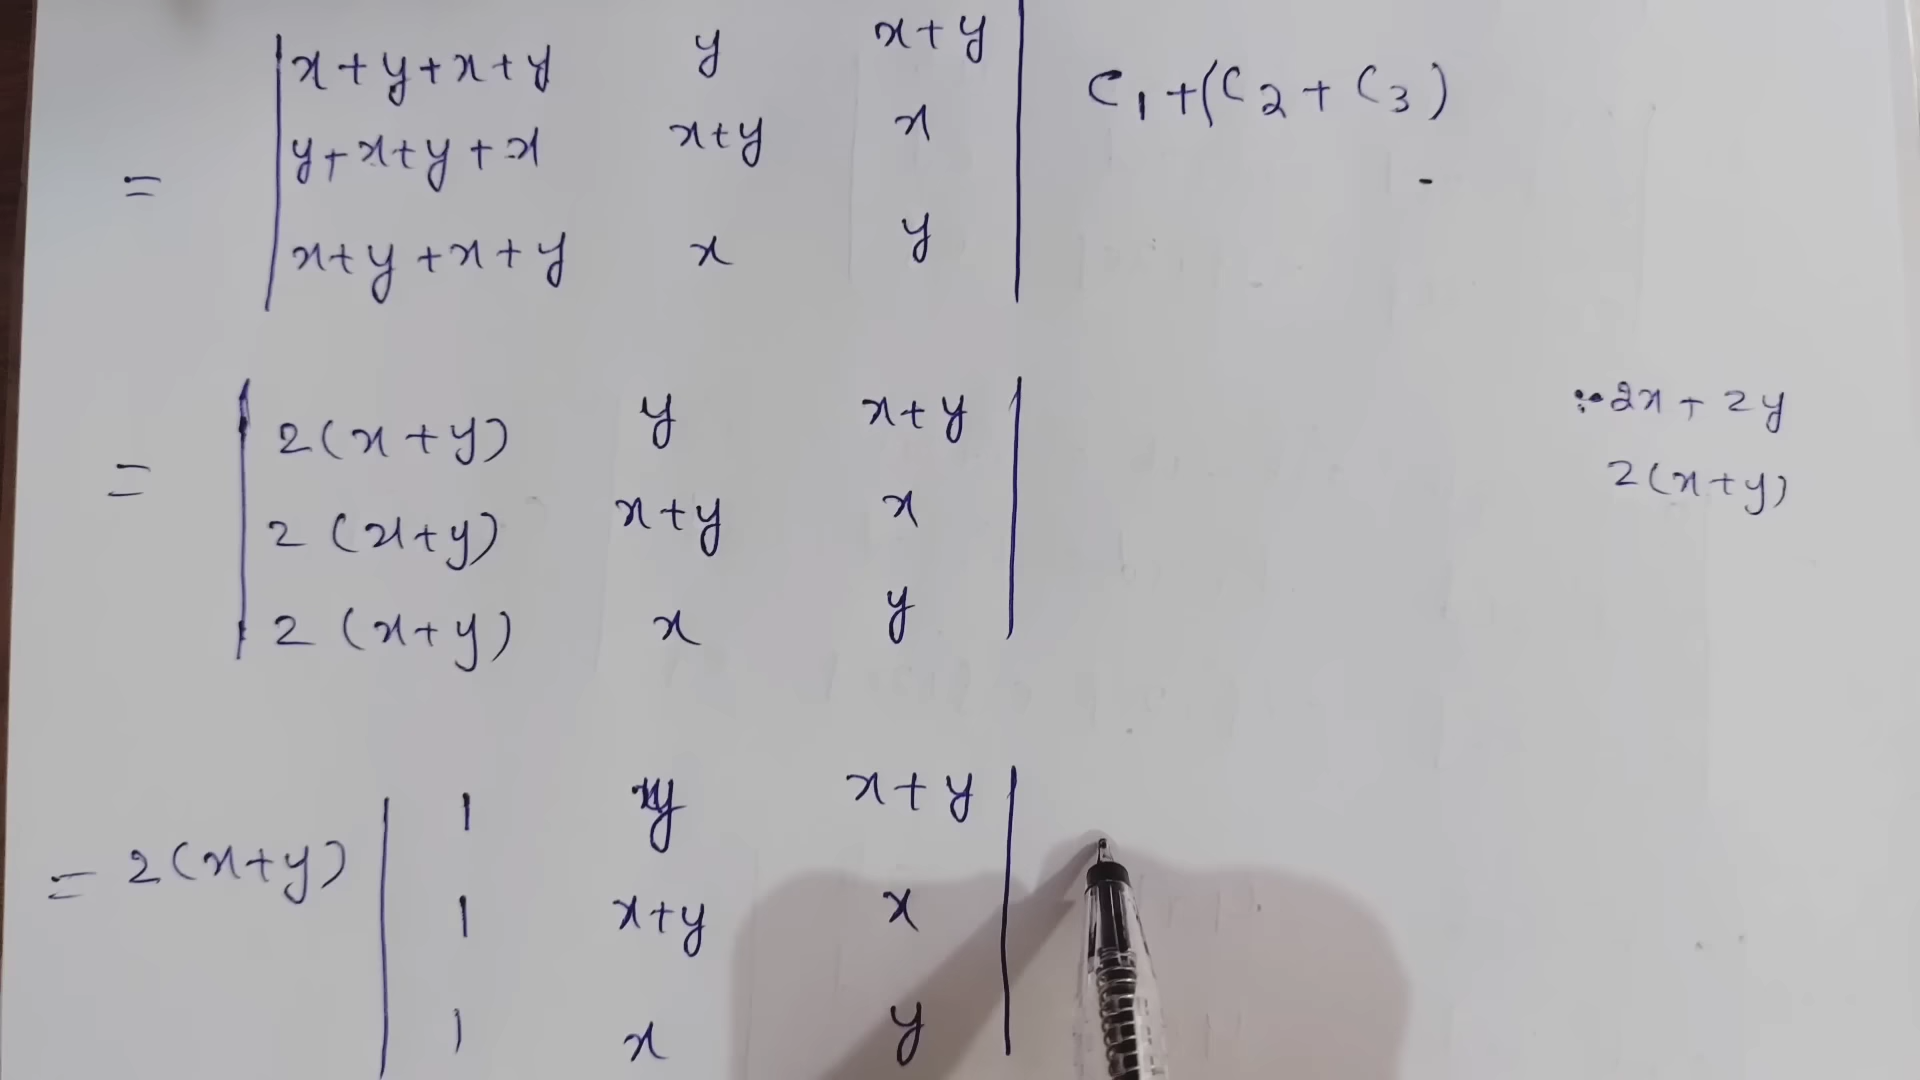 x+y+x+y y x+y C1+(C2+C3)
y+x+y+x x+y x
=
x+y+x+y x y
2(x+y) y x+y ∵ 2x+2y
= 2(x+y) x+y x 2(x+y)
2(x+y) x y
1 y x+y
= 2(x+y) 1 x+y x
1 x y